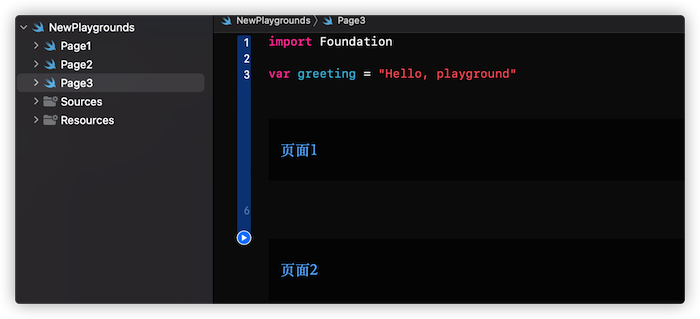 NewPlaygrounds
Page1
Page2
Page3
Sources
Resources
NewPlaygrounds 〉 Page3
1 import Foundation
2
3 var greeting = "Hello, playground"
页面1
6
页面2